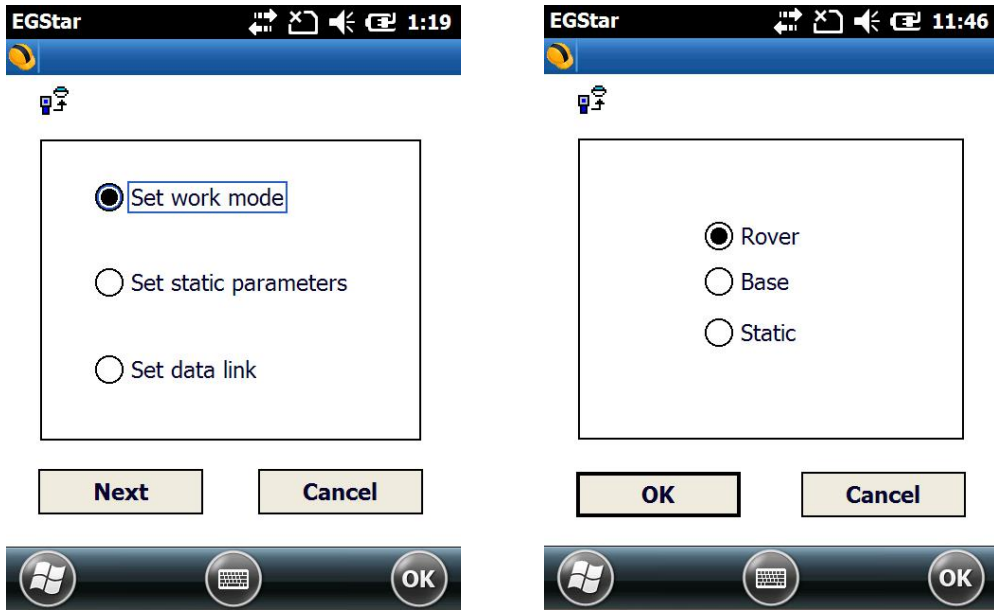 EGStar 1:19
Set work mode
Set static parameters
Set data link
Next Cancel
OK
EGStar 11:46
Rover
Base
Static
OK Cancel
OK